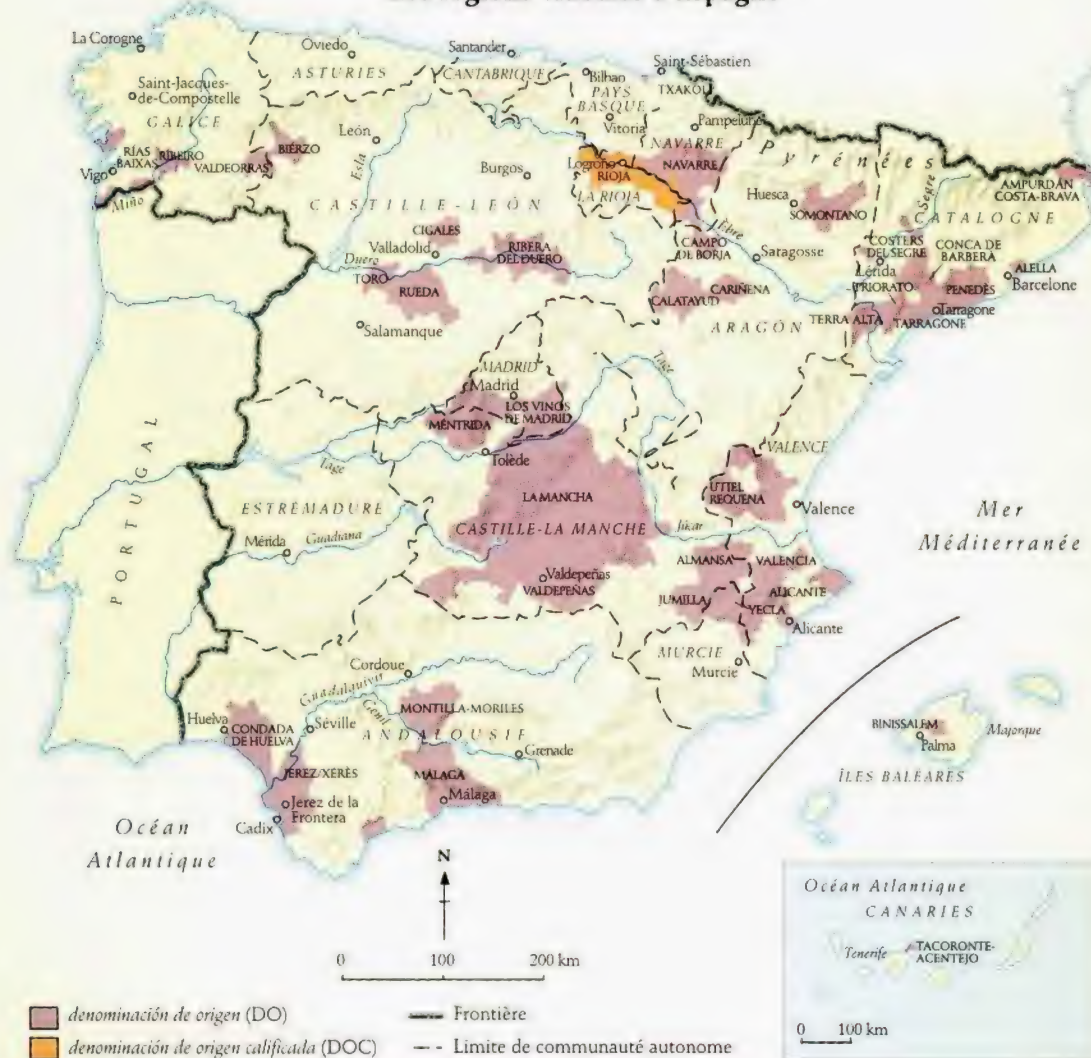 La Corogne
Oviedo
Santander
Saint-Sébastien
ASTURIES
CANTABRIQUE
Bilbao
TXAKOLI
PAYS
BASQUE
Saint-Jacques-
de-Compostelle
GALICE
León
Vitoria
Pampelune
NAVARRE
NAVARRE
Pyrénées
RÍAS
BAIXAS
RIBEIRO
VALDEORRAS
BIERZO
Vigo
Miño
Esla
Burgos
Logroño
RIOJA
LA RIOJA
Huesca
SOMONTANO
Segre
AMPURDÁN
COSTA-BRAVA
CATALOGNE
CASTILLE-LEÓN
CIGALES
Valladolid
RIBERA
DEL DUERO
Duero
TORO
RUEDA
Salamanque
CAMPO
DE BORJA
Èbre
Saragosse
COSTERS
DEL SEGRE
CONCA DE
BARBERÀ
Lérida
PRIORATO
PENEDÈS
ALELLA
Barcelone
CALATAYUD
CARIÑENA
ARAGÓN
TERRA ALTA
TARRAGONE
Tarragone
MADRID
Madrid
Tage
MÉNTRIDA
LOS VINOS
DE MADRID
Tolède
Tage
PORTUGAL
ESTRÉMADURE
Mérida
Guadiana
LA MANCHA
CASTILLE-LA MANCHE
Valdepeñas
VALDEPEÑAS
VALENCE
UTIEL
REQUENA
Valence
Júkar
Mer
Méditerranée
ALMANSA
VALENCIA
JUMILLA
YECLA
ALICANTE
Alicante
MURCIE
Murcie
Cordoue
Guadalquivir
Genil
Huelva
CONDADA
DE HUELVA
Séville
MONTILLA-MORILES
ANDALOUSIE
Grenade
JEREZ/XÉRÈS
MÁLAGA
Málaga
Jerez de la
Frontera
Cadix
BINISSALEM
Palma
Majorque
ÎLES BALÉARES
Océan
Atlantique
N
0 100 200 km
Océan Atlantique
CANARIES
Tenerife
TACORONTE-
ACENTEJO
0 100 km
denominación de origen (DO)
Frontière
denominación de origen calificada (DOC)
Limite de communauté autonome